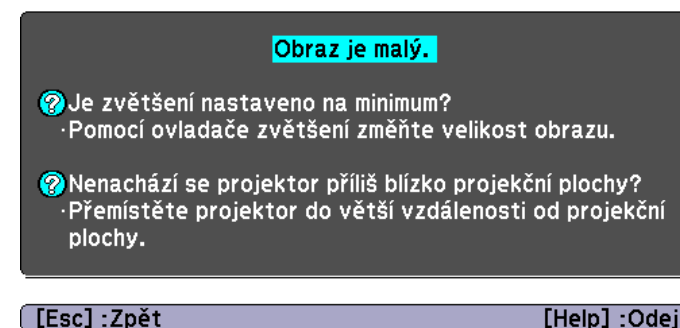 Obraz je malý.
Je zvětšení nastaveno na minimum?
·Pomocí ovladače zvětšení změňte velikost obrazu.
Nenachází se projektor příliš blízko projekční plochy?
·Přemístěte projektor do větší vzdálenosti od projekční
plochy.
[Esc] :Zpět [Help] :Odej